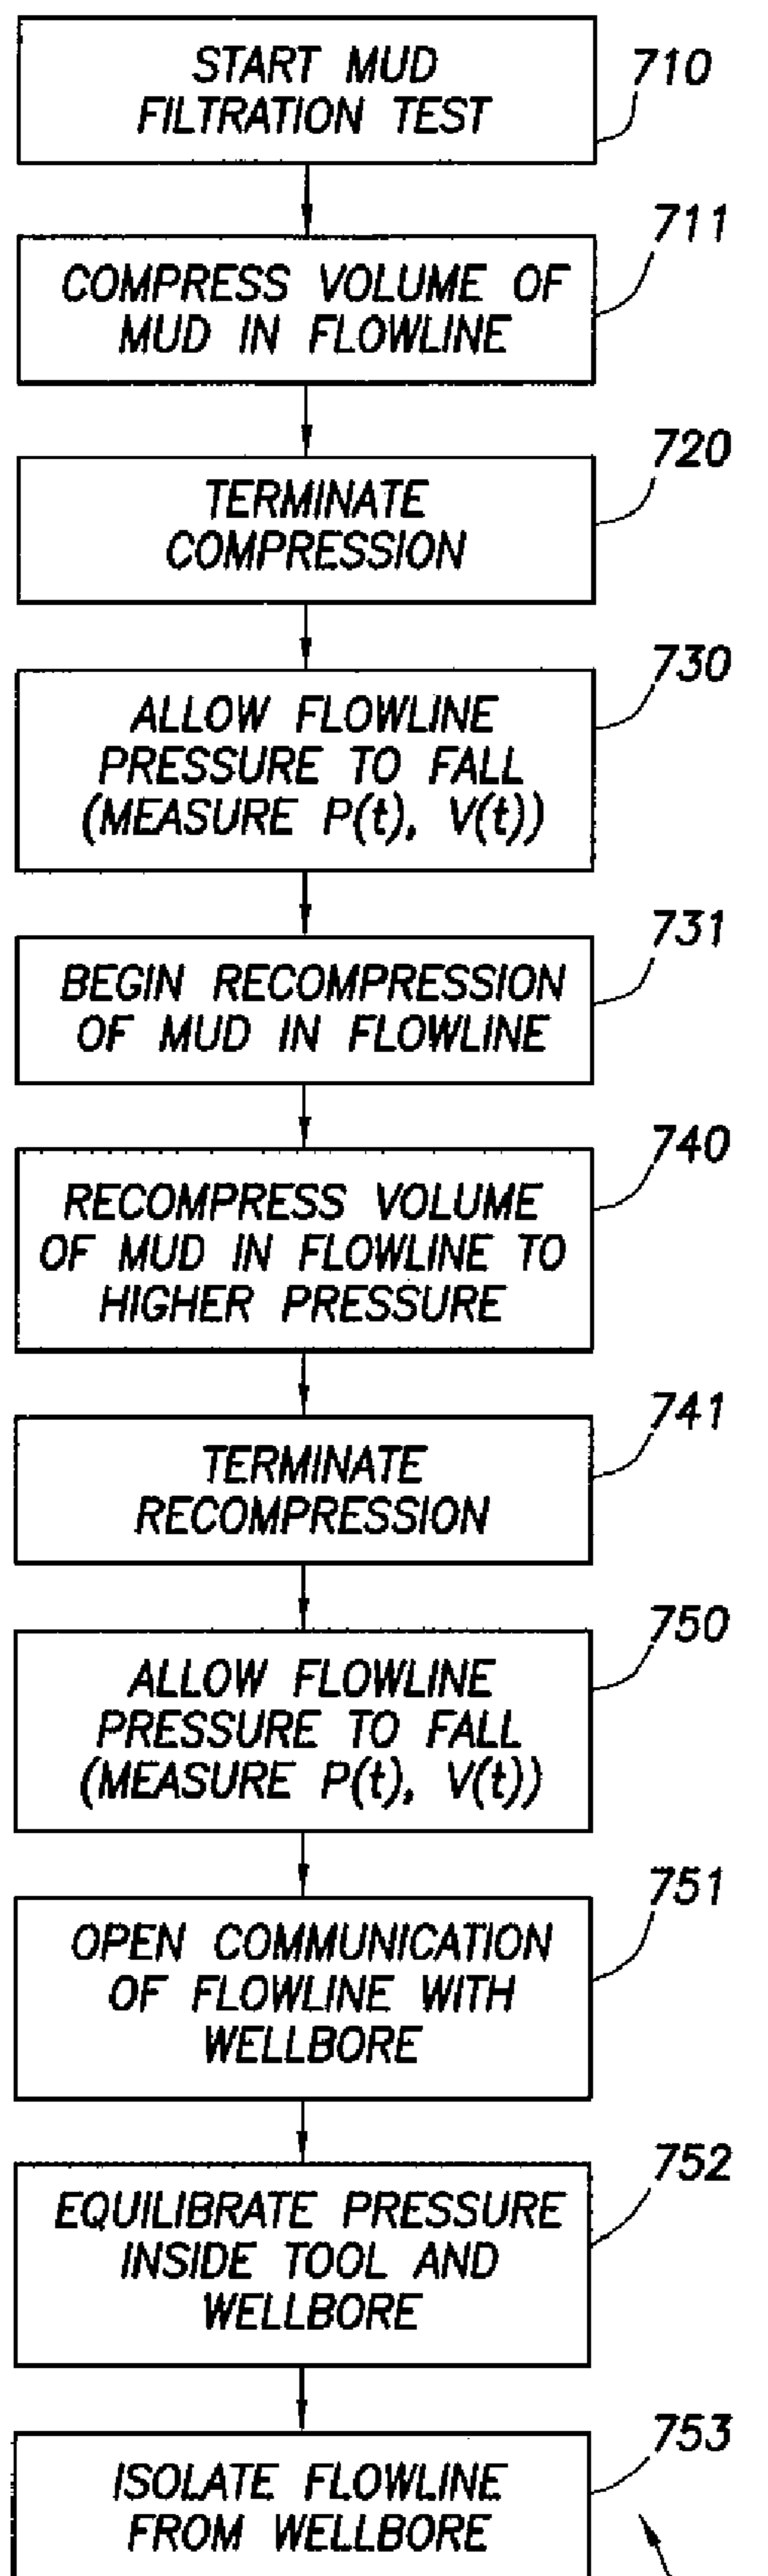 START MUD
FILTRATION TEST
710
COMPRESS VOLUME OF
MUD IN FLOWLINE
711
TERMINATE
COMPRESSION
720
ALLOW FLOWLINE
PRESSURE TO FALL
(MEASURE P(t), V(t))
730
BEGIN RECOMPRESSION
OF MUD IN FLOWLINE
731
RECOMPRESS VOLUME
OF MUD IN FLOWLINE TO
HIGHER PRESSURE
740
TERMINATE
RECOMPRESSION
741
ALLOW FLOWLINE
PRESSURE TO FALL
(MEASURE P(t), V(t))
750
OPEN COMMUNICATION
OF FLOWLINE WITH
WELLBORE
751
EQUILIBRATE PRESSURE
INSIDE TOOL AND
WELLBORE
752
ISOLATE FLOWLINE
FROM WELLBORE
753